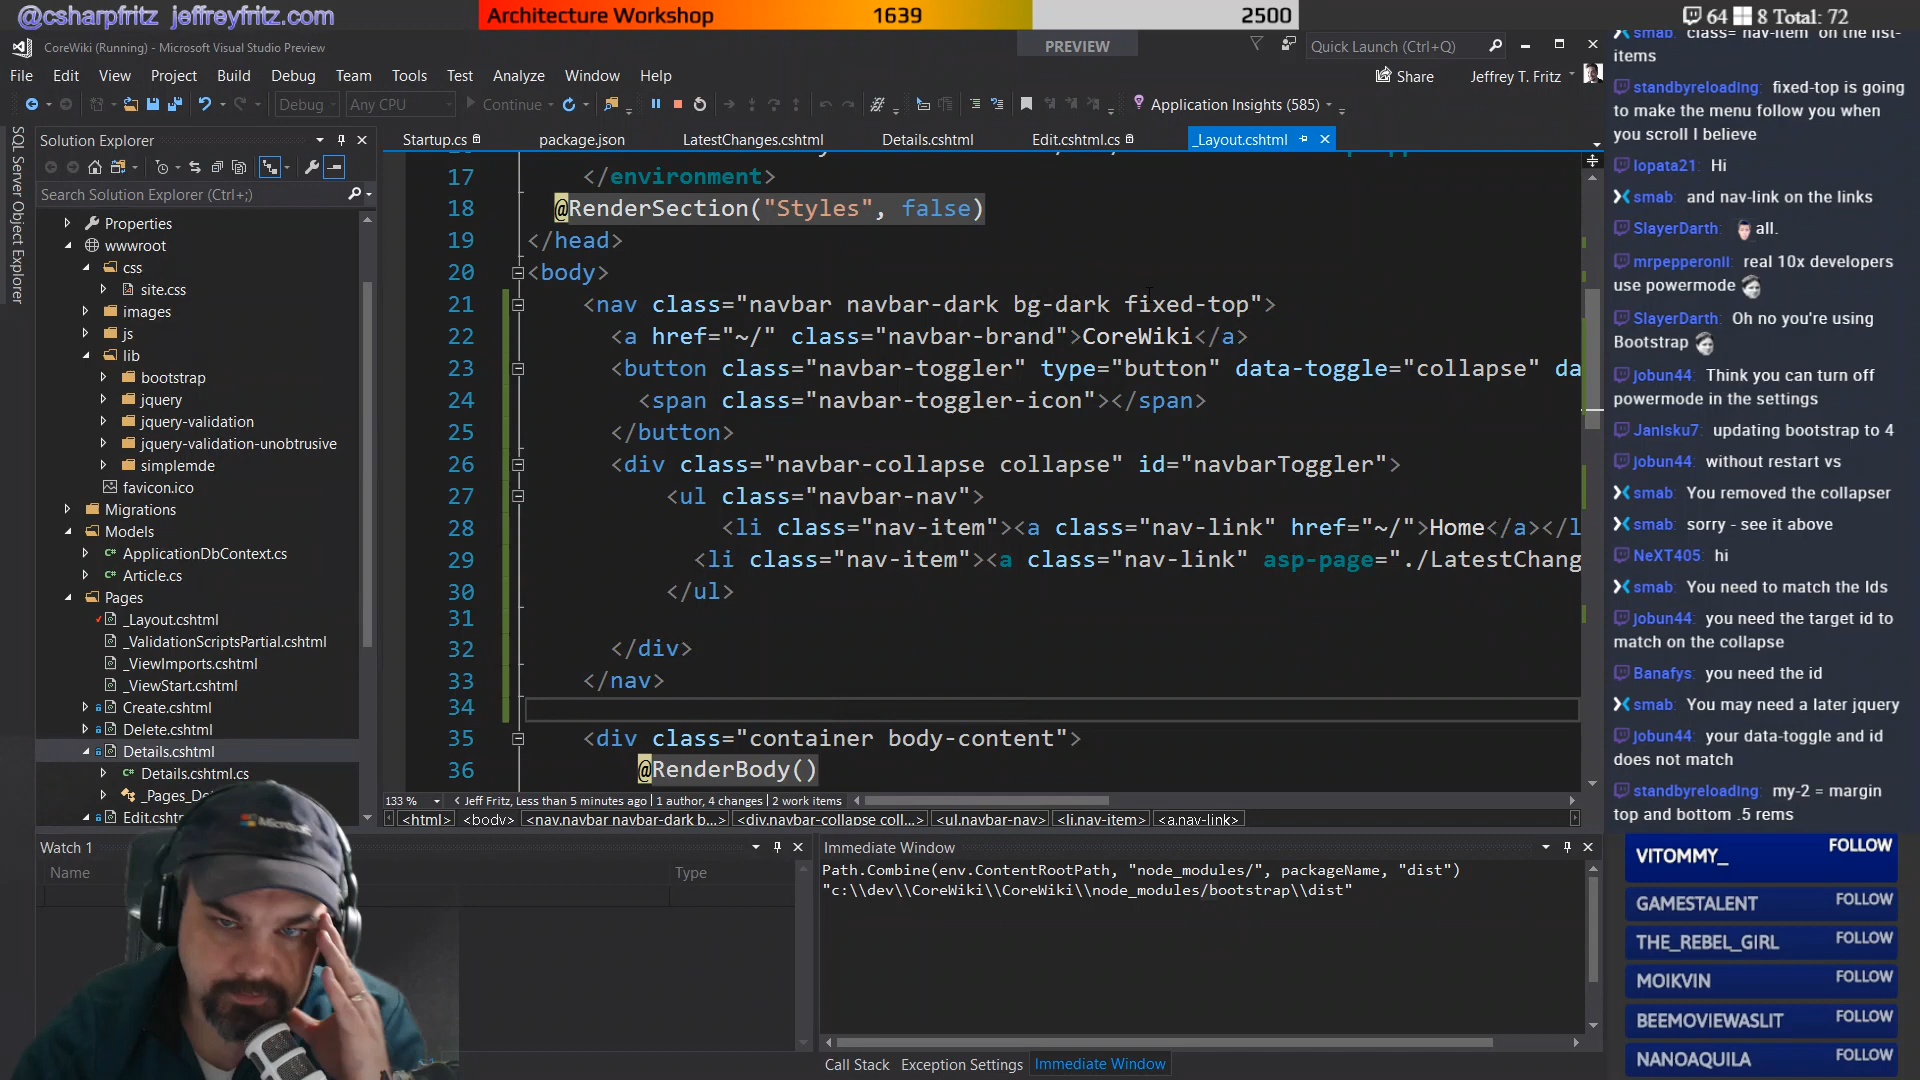 @csharpfritz jeffreyfritz.com
Architecture Workshop 1639 2500
64 8 Total: 72
CoreWiki (Running) - Microsoft Visual Studio Preview
PREVIEW
Quick Launch (Ctrl+Q)
File Edit View Project Build Debug Team Tools Test Analyze Window Help
Share Jeffrey T. Fritz
Debug Any CPU Continue Application Insights (585)
SQL Server Object Explorer
Solution Explorer
Search Solution Explorer (Ctrl+;)
Properties
wwwroot
css
site.css
images
js
lib
bootstrap
jquery
jquery-validation
jquery-validation-unobtrusive
simplemde
favicon.ico
Migrations
Models
ApplicationDbContext.cs
Article.cs
Pages
_Layout.cshtml
_ValidationScriptsPartial.cshtml
_ViewImports.cshtml
_ViewStart.cshtml
Create.cshtml
Delete.cshtml
Details.cshtml
Details.cshtml.cs
Startup.cs package.json LatestChanges.cshtml Details.cshtml Edit.cshtml.cs _Layout.cshtml
17 </environment>
18 @RenderSection("Styles", false)
19 </head>
20 <body>
21 <nav class="navbar navbar-dark bg-dark fixed-top">
22 <a href="~/" class="navbar-brand">CoreWiki</a>
23 <button class="navbar-toggler" type="button" data-toggle="collapse" da
24 <span class="navbar-toggler-icon"></span>
25 </button>
26 <div class="navbar-collapse collapse" id="navbarToggler">
27 <ul class="navbar-nav">
28 <li class="nav-item"><a class="nav-link" href="~/">Home</a></l
29 <li class="nav-item"><a class="nav-link" asp-page="./LatestChang
30 </ul>
31
32 </div>
33 </nav>
34
35 <div class="container body-content">
36 @RenderBody()
133 % Jeff Fritz, Less than 5 minutes ago | 1 author, 4 changes | 2 work items
<html> <body> <nav.navbar navbar-dark b...> <div.navbar-collapse coll...> <ul.navbar-nav> <li.nav-item> <a.nav-link>
Watch 1
Name Type
Immediate Window
Path.Combine(env.ContentRootPath, "node_modules/", packageName, "dist")
"c:\\dev\\CoreWiki\\CoreWiki\\node_modules/bootstrap\\dist"
Call Stack Exception Settings Immediate Window
smab: class="nav-item" on the list-
items
standbyreloading: fixed-top is going
to make the menu follow you when
you scroll I believe
lopata21: Hi
smab: and nav-link on the links
SlayerDarth: all.
mrpepperonII: real 10x developers
use powermode
SlayerDarth: Oh no you're using
Bootstrap
jobun44: Think you can turn off
powermode in the settings
Janisku7: updating bootstrap to 4
jobun44: without restart vs
smab: You removed the collapser
smab: sorry - see it above
NeXT405: hi
smab: You need to match the Ids
jobun44: you need the target id to
match on the collapse
Banafys: you need the id
smab: You may need a later jquery
jobun44: your data-toggle and id
does not match
standbyreloading: my-2 = margin
top and bottom .5 rems
VITOMMY_ FOLLOW
GAMESTALENT FOLLOW
THE_REBEL_GIRL FOLLOW
MOIKVIN FOLLOW
BEEMOVIEWASLIT FOLLOW
NANOAQUILA FOLLOW